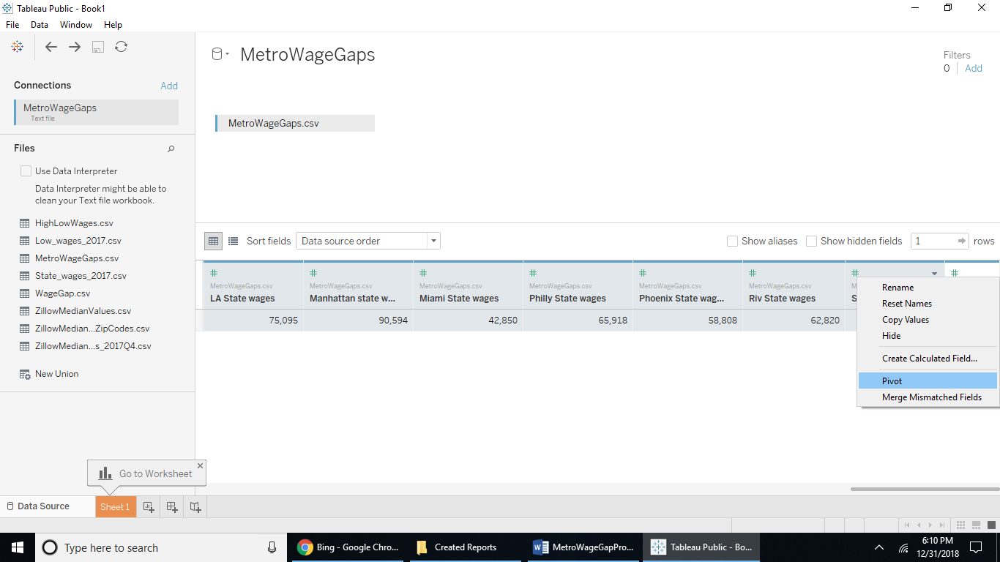 Tableau Public - Book1
File Data Window Help
MetroWageGaps
Filters
0 Add
Connections Add
MetroWageGaps
Text file
MetroWageGaps.csv
Files
Use Data Interpreter
Data Interpreter might be able to
clean your Text file workbook.
HighLowWages.csv
Low_wages_2017.csv
MetroWageGaps.csv
State_wages_2017.csv
WageGap.csv
ZillowMedianValues.csv
ZillowMedian...ZipCodes.csv
ZillowMedian...s_2017Q4.csv
New Union
Sort fields Data source order Show aliases Show hidden fields 1 rows
MetroWageGaps.csv MetroWageGaps.csv MetroWageGaps.csv MetroWageGaps.csv MetroWageGaps.csv MetroWageGaps.csv
LA State wages Manhattan state w... Miami State wages Philly State wages Phoenix State wag... Riv State wages S
75,095 90,594 42,850 65,918 58,808 62,820
Rename
Reset Names
Copy Values
Hide
Create Calculated Field...
Pivot
Merge Mismatched Fields
Go to Worksheet
Data Source Sheet 1
Type here to search Bing - Google Chro... Created Reports MetroWageGapPro... Tableau Public - Bo... 6:10 PM
12/31/2018